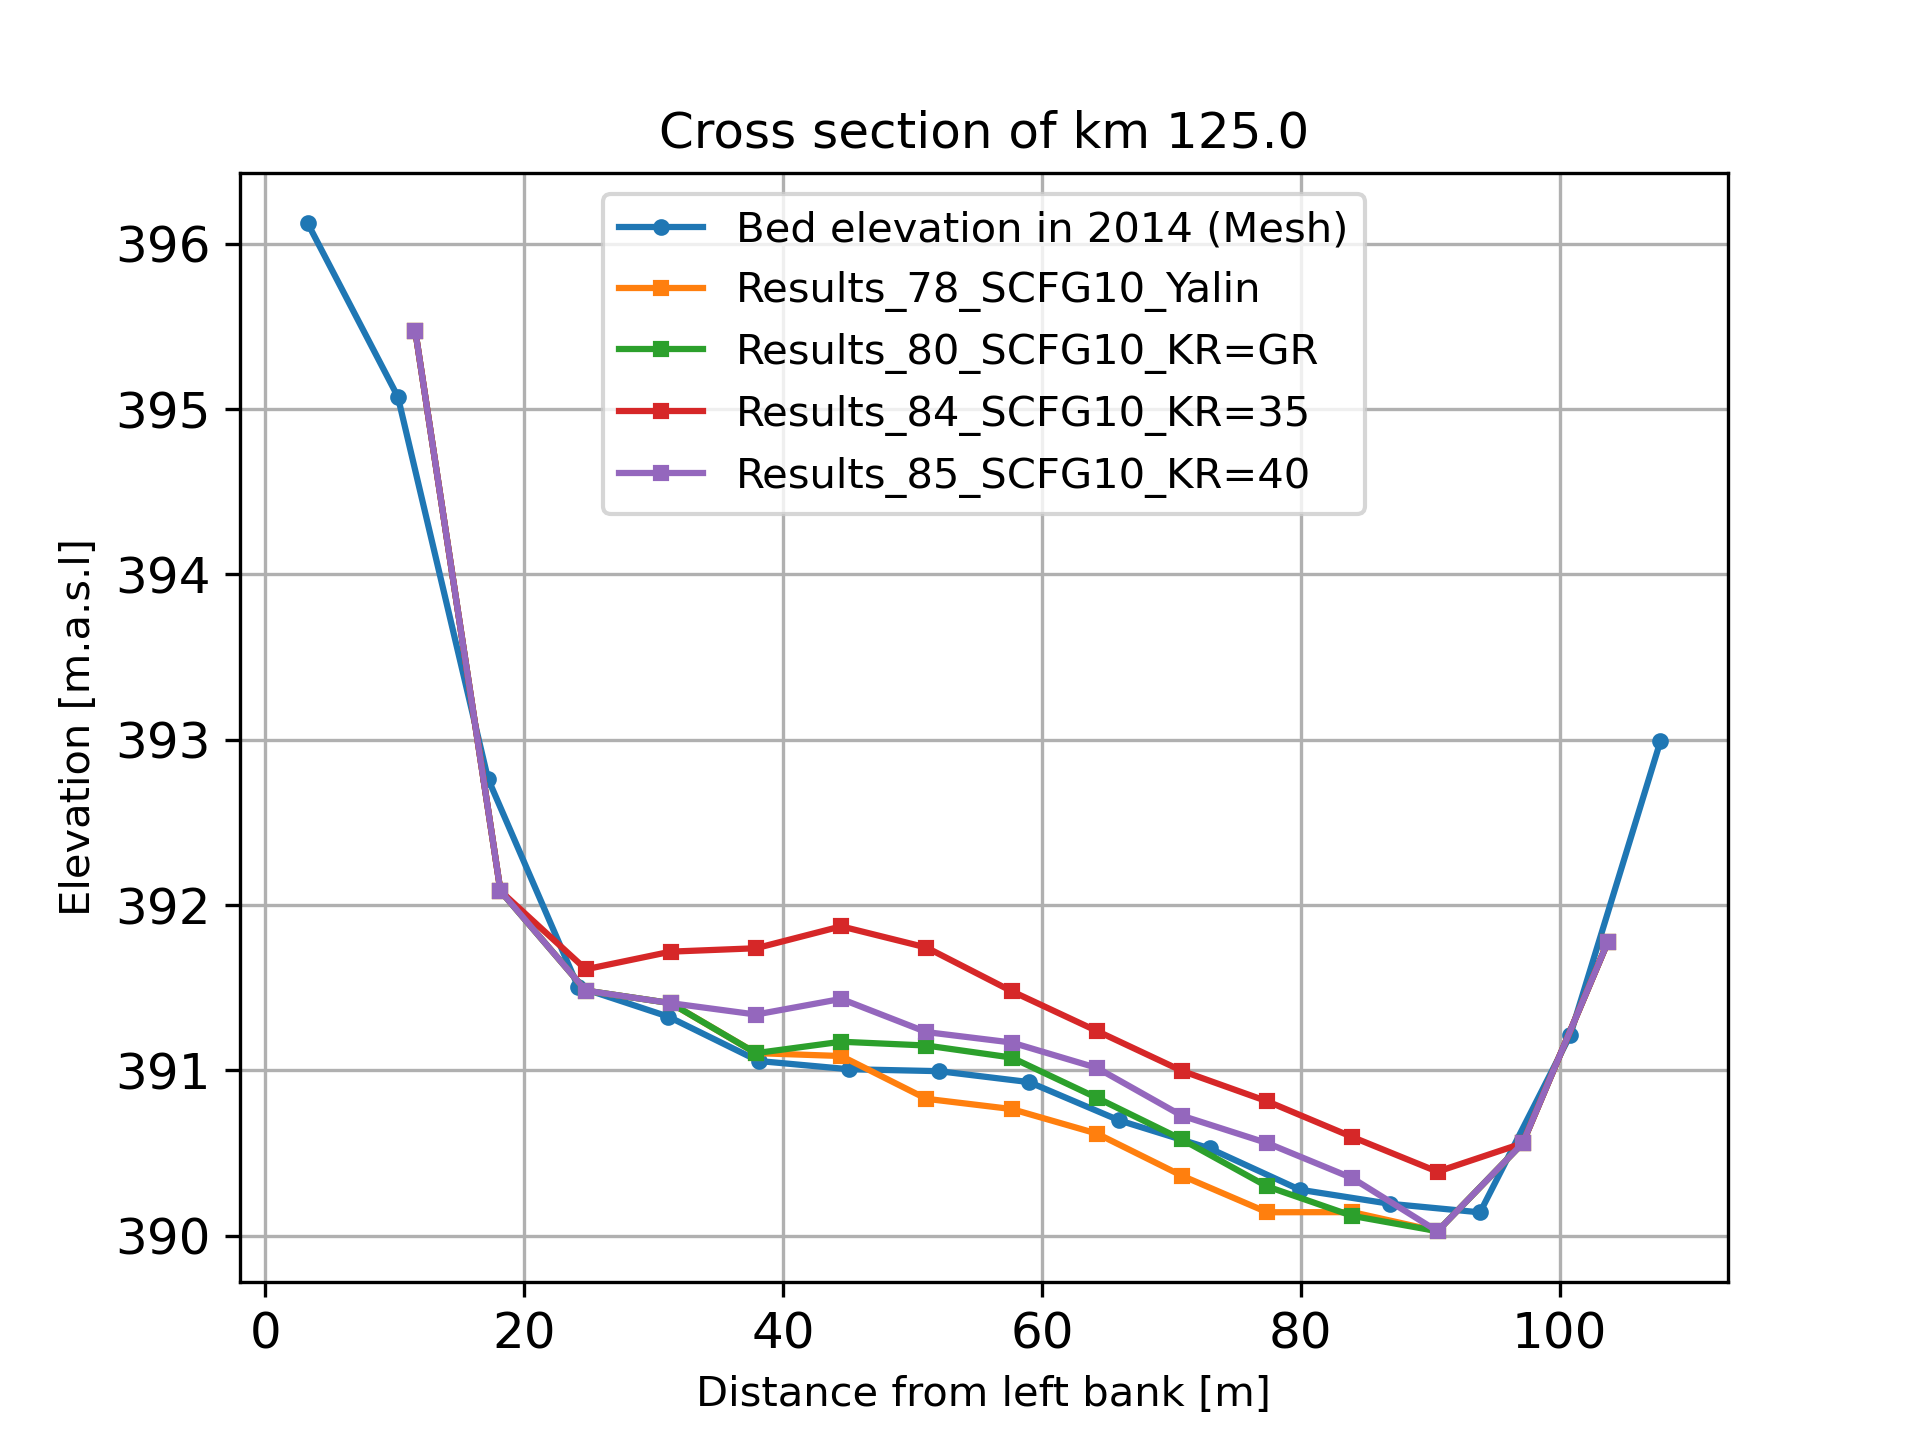 Cross section of km 125.0
Bed elevation in 2014 (Mesh)
Results_78_SCFG10_Yalin
Results_80_SCFG10_KR=GR
Results_84_SCFG10_KR=35
Results_85_SCFG10_KR=40
Elevation [m.a.s.l]
396
395
394
393
392
391
390
0 20 40 60 80 100
Distance from left bank [m]